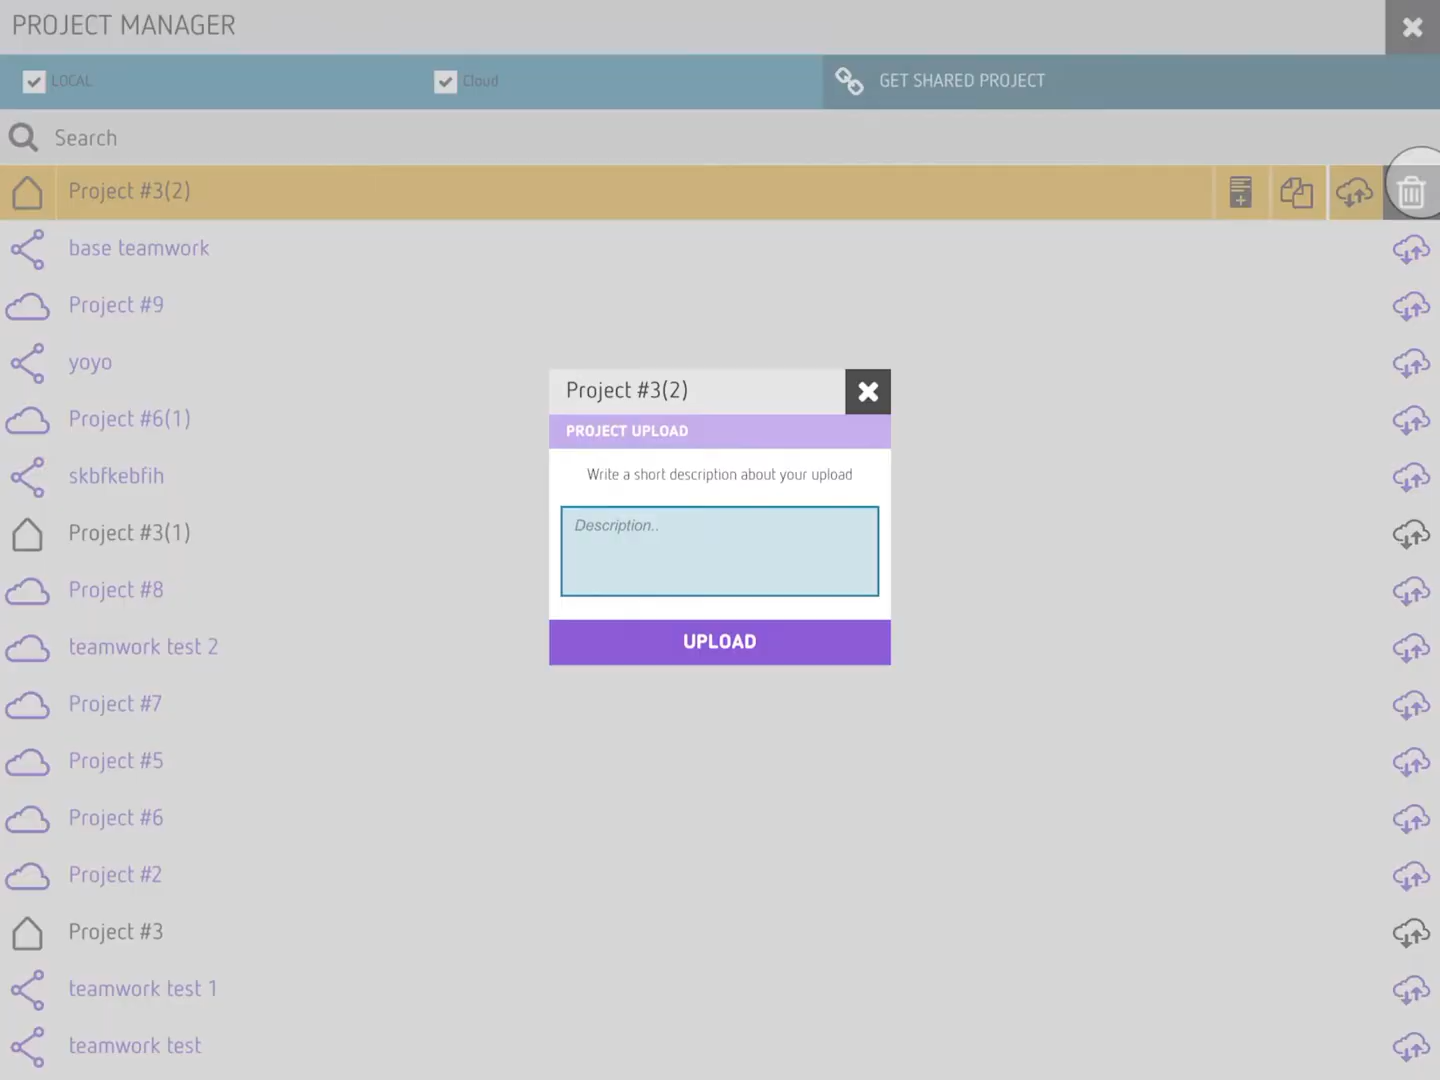 PROJECT MANAGER
LOCAL
Cloud
GET SHARED PROJECT
Search
Project #3(2)
base teamwork
Project #9
yoyo
Project #6(1)
skbfkebfih
Project #3(1)
Project #8
teamwork test 2
Project #7
Project #5
Project #6
Project #2
Project #3
teamwork test 1
teamwork test
Project #3(2)
PROJECT UPLOAD
Write a short description about your upload
Description..
UPLOAD